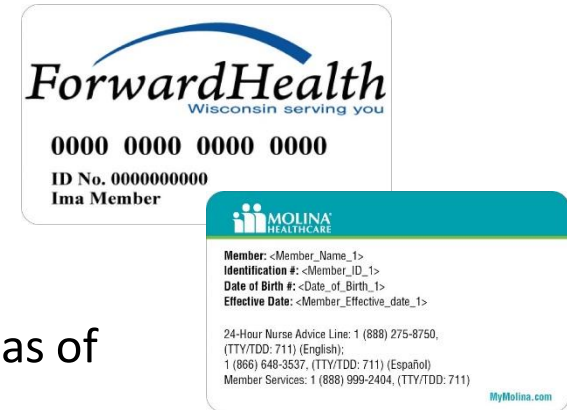 ForwardHealth
Wisconsin serving you
0000 0000 0000 0000
ID No. 0000000000
Ima Member
MOLINA
HEALTHCARE
Member: <Member_Name_1>
Identification #: <Member_ID_1>
Date of Birth #: <Date_of_Birth_1>
Effective Date: <Member_Effective_date_1>
24-Hour Nurse Advice Line: 1 (888) 275-8750,
(TTY/TDD: 711) (English);
1 (866) 648-3537, (TTY/TDD: 711) (Español)
Member Services: 1 (888) 999-2404, (TTY/TDD: 711)
MyMolina.com
as of